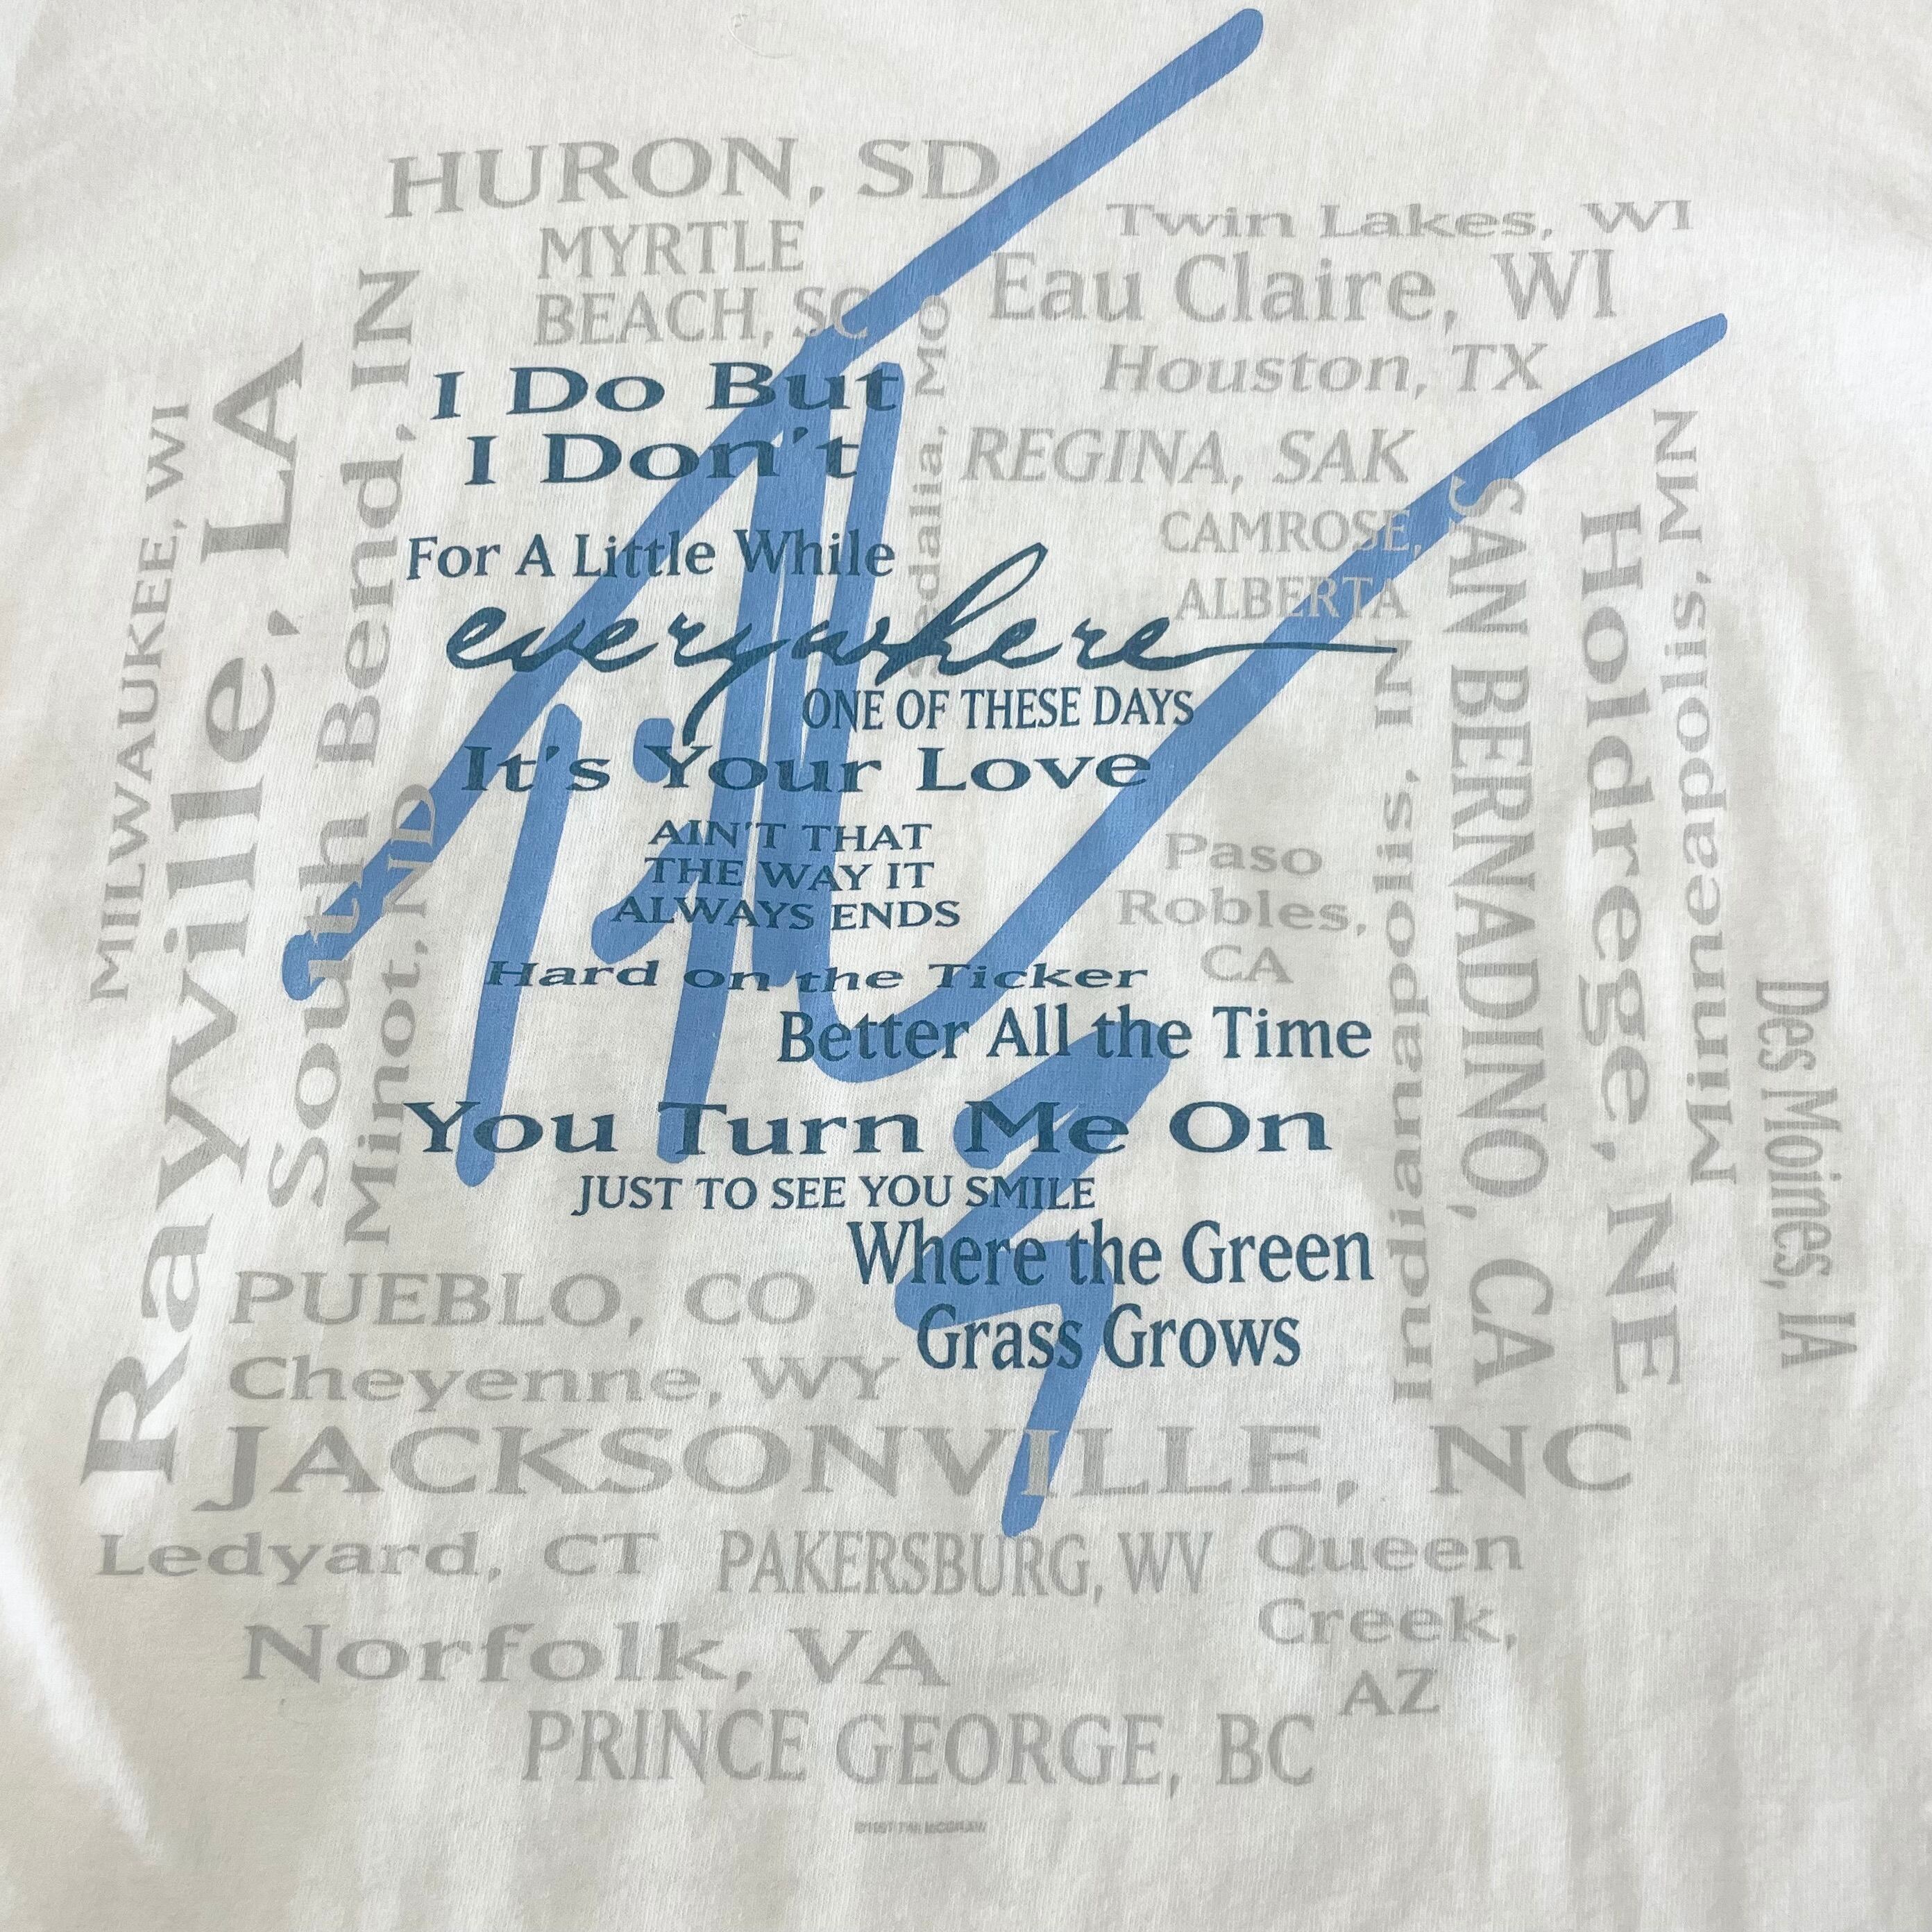 HURON, SD
MYRTLE
BEACH, SC
Twin Lakes, WI
Eau Claire, WI
Houston, TX
REGINA, SAK
CAMROSE,
ALBERTA
Sedalia, MO
MILWAUKEE, WI
Rayville, LA
South Bend, IN
Minot, ND
I Do But
I Don't
For A Little While
everywhere
ONE OF THESE DAYS
It's Your Love
AIN'T THAT
THE WAY IT
ALWAYS ENDS
Hard on the Ticker
Better All the Time
You Turn Me On
JUST TO SEE YOU SMILE
Where the Green
Grass Grows
Paso
Robles,
CA
Indianapolis, IN
SAN BERNADINO, CA
Holdrege, NE
Minneapolis, MN
Des Moines, IA
PUEBLO, CO
Cheyenne, WY
JACKSONVILLE, NC
Ledyard, CT
PAKERSBURG, WV
Queen
Creek,
AZ
Norfolk, VA
PRINCE GEORGE, BC
©1997 TIM McGRAW